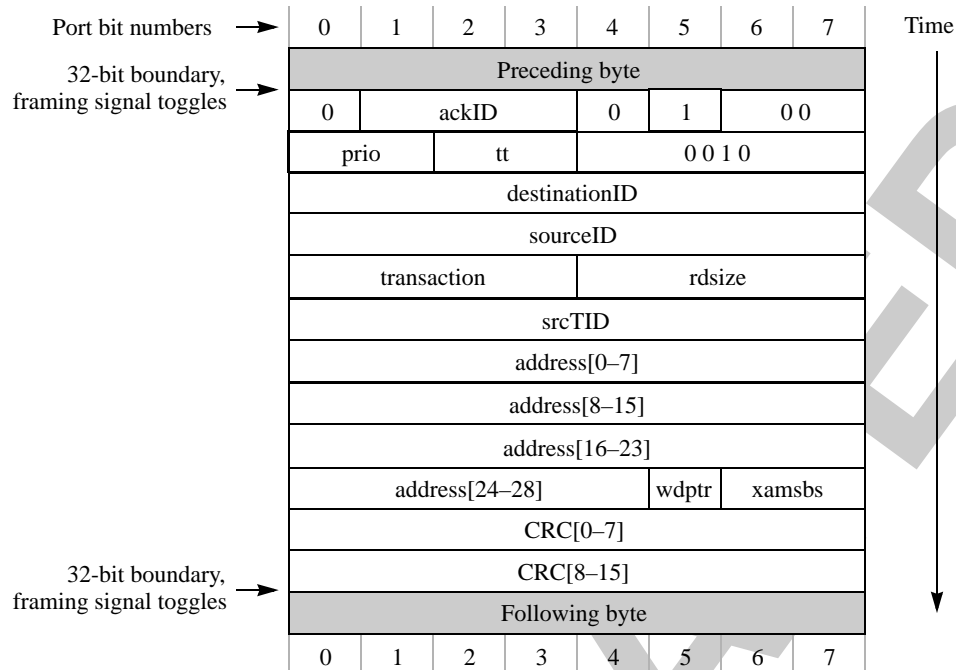 Port bit numbers 0 1 2 3 4 5 6 7 Time
Preceding byte
32-bit boundary,
framing signal toggles
0 ackID 0 1 0 0
prio tt 0 0 1 0
destinationID
sourceID
transaction rdsize
srcTID
address[0–7]
address[8–15]
address[16–23]
address[24–28] wdptr xamsbs
CRC[0–7]
CRC[8–15]
32-bit boundary,
framing signal toggles
Following byte
0 1 2 3 4 5 6 7